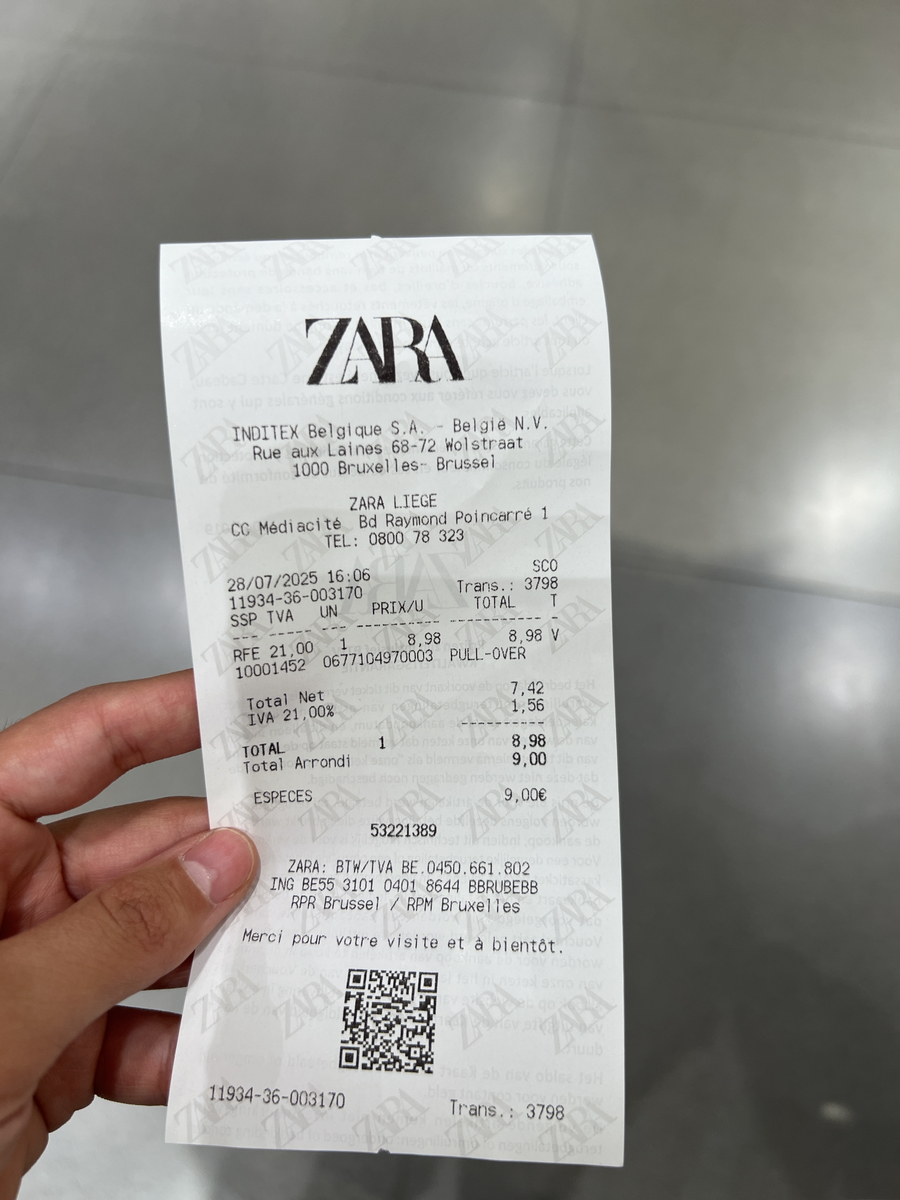 ZARA
INDITEX Belgique S.A. - België N.V.
Rue aux Laines 68-72 Wolstraat
1000 Bruxelles- Brussel
ZARA LIEGE
CC Médiacité Bd Raymond Poincarré 1
TEL: 0800 78 323
SCO
28/07/2025 16:06 Trans.: 3798
11934-36-003170
SSP TVA UN PRIX/U TOTAL T
RFE 21,00 1 8,98 8,98 V
10001452 0677104970003 PULL-OVER
Total Net 7,42
IVA 21,00% 1,56
TOTAL 1 8,98
Total Arrondi 9,00
ESPECES 9,00€
53221389
ZARA: BTW/TVA BE.0450.661.802
ING BE55 3101 0401 8644 BBRUBEBB
RPR Brussel / RPM Bruxelles
Merci pour votre visite et à bientôt.
11934-36-003170 Trans.: 3798